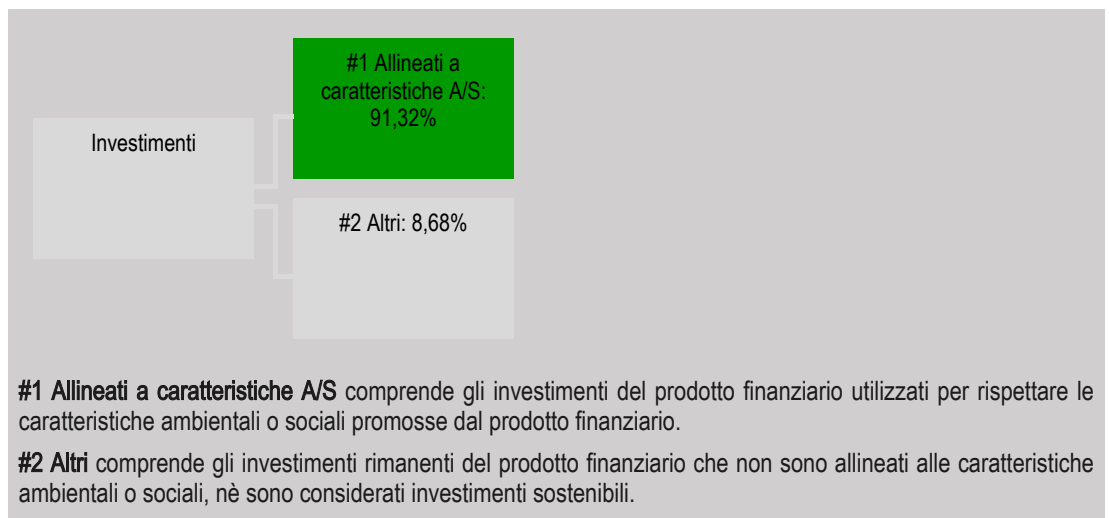 #1 Allineati a
caratteristiche A/S:
91,32%
Investimenti
#2 Altri: 8,68%
#1 Allineati a caratteristiche A/S comprende gli investimenti del prodotto finanziario utilizzati per rispettare le
caratteristiche ambientali o sociali promosse dal prodotto finanziario.
#2 Altri comprende gli investimenti rimanenti del prodotto finanziario che non sono allineati alle caratteristiche
ambientali o sociali, nè sono considerati investimenti sostenibili.